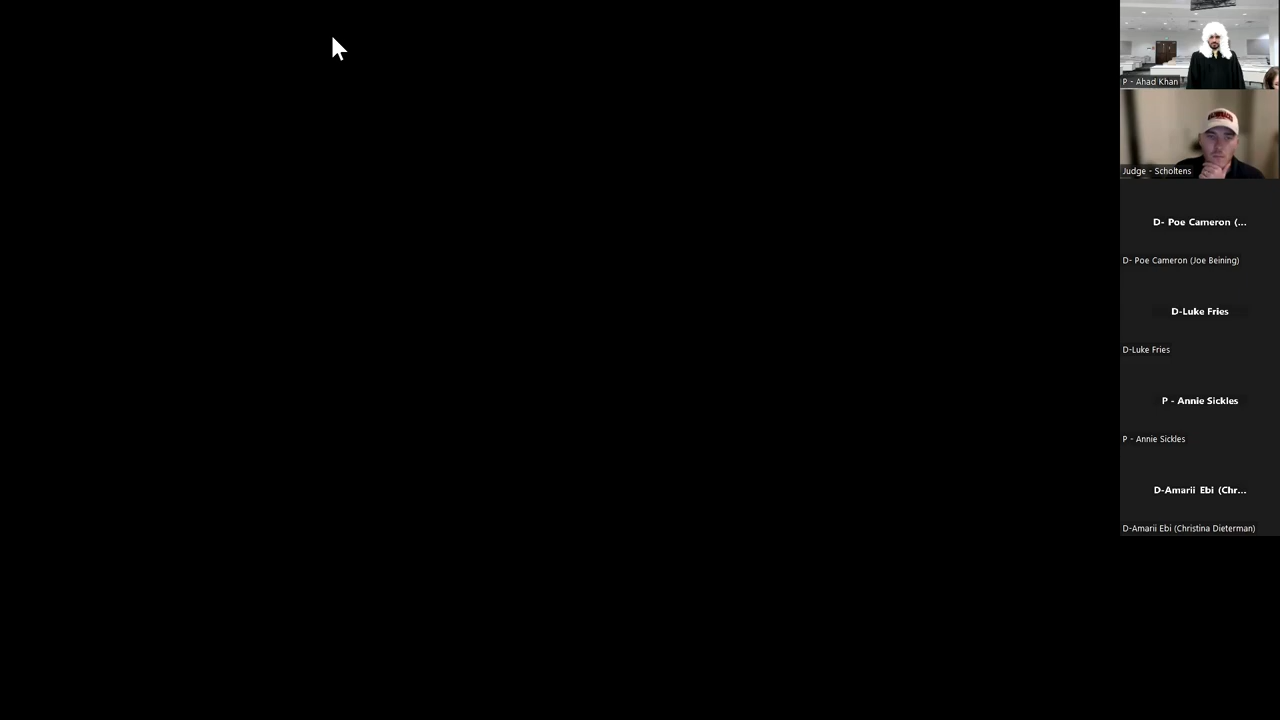 P - Ahad Khan
Judge - Scholtens
D- Poe Cameron (...
D- Poe Cameron (Joe Beining)
D-Luke Fries
D-Luke Fries
P - Annie Sickles
P - Annie Sickles
D-Amarii Ebi (Chr...
D-Amarii Ebi (Christina Dieterman)